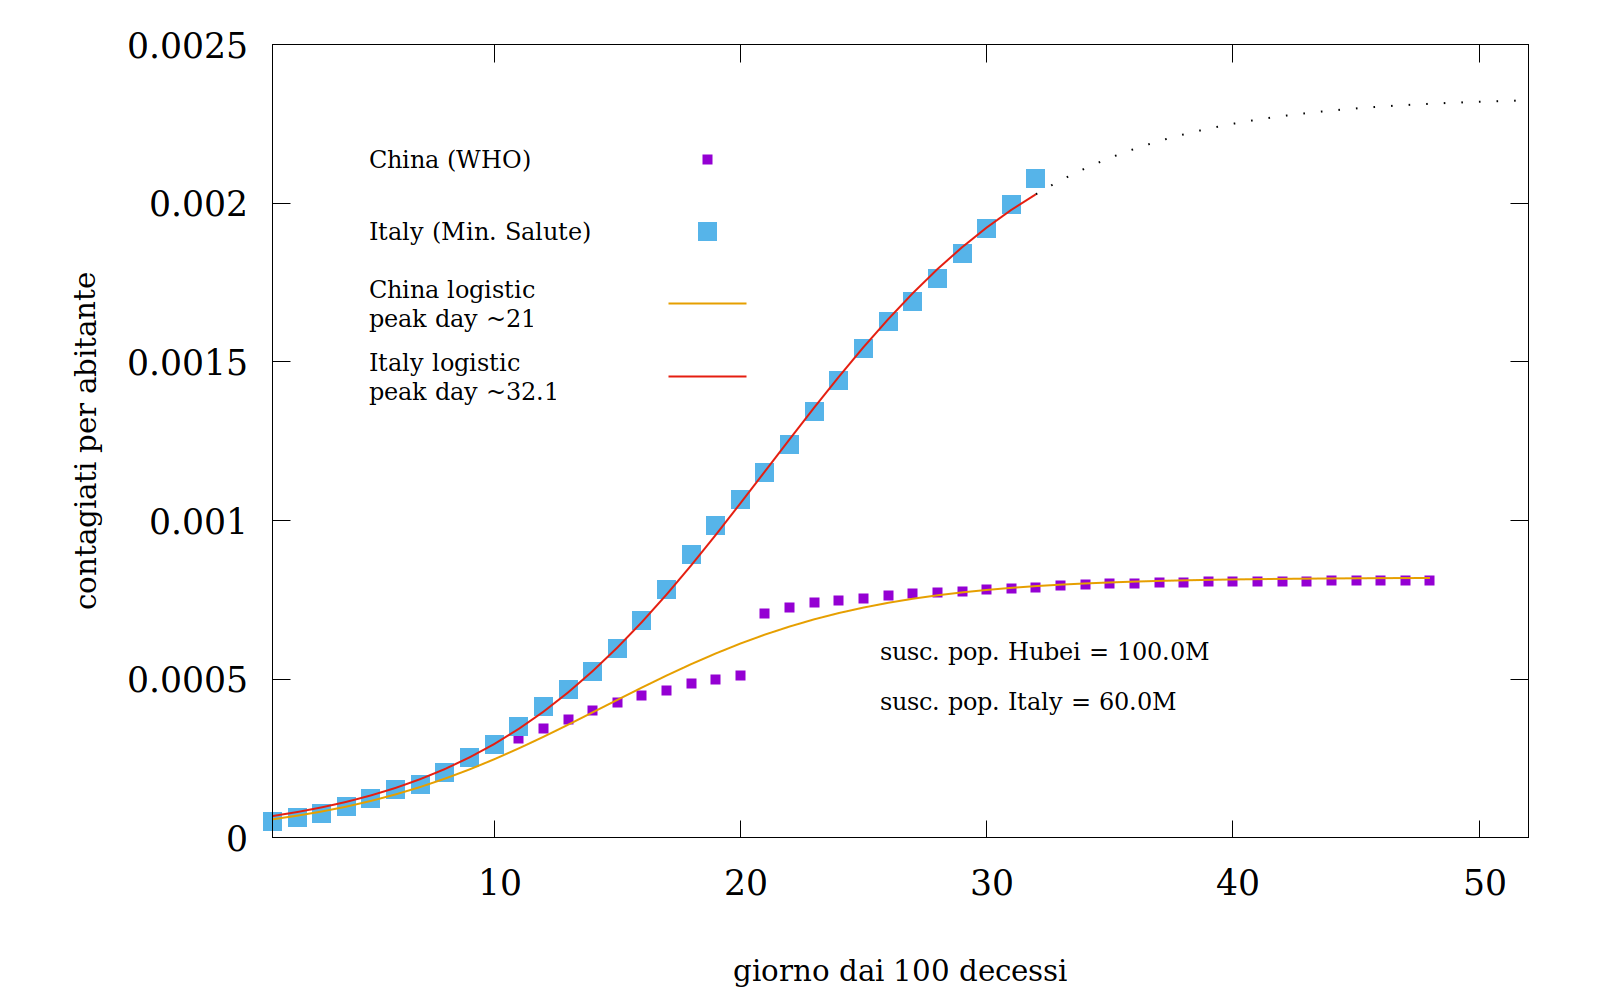 0.0025
0.002
0.0015
0.001
0.0005
0
contagiati per abitante
China (WHO)
Italy (Min. Salute)
China logistic
peak day ~21
Italy logistic
peak day ~32.1
susc. pop. Hubei = 100.0M
susc. pop. Italy = 60.0M
10 20 30 40 50
giorno dai 100 decessi